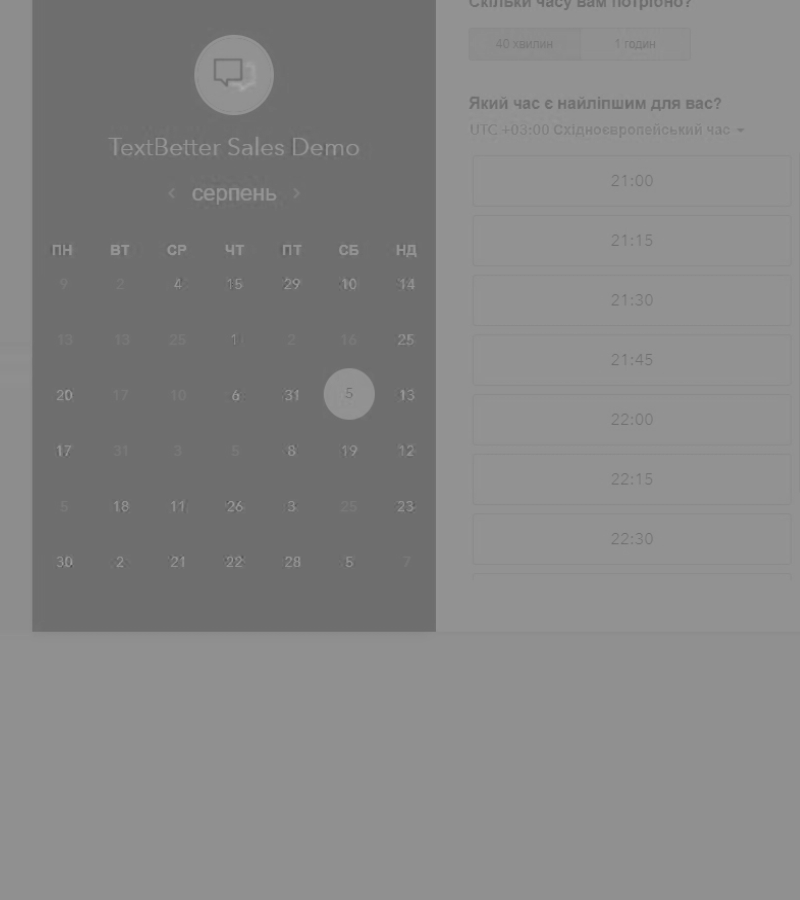 TextBetter Sales Demo
‹ серпень ›
ПН ВТ СР ЧТ ПТ СБ НД
9 2 4 15 29 10 14
13 13 25 1 2 16 25
20 17 10 6 31 5 13
17 31 3 5 8 19 12
5 18 11 26 3 25 23
30 2 21 22 28 5 7
Скільки часу вам потрібно?
40 хвилин 1 годин
Який час є найліпшим для вас?
UTC +03:00 Східноєвропейський час
21:00
21:15
21:30
21:45
22:00
22:15
22:30